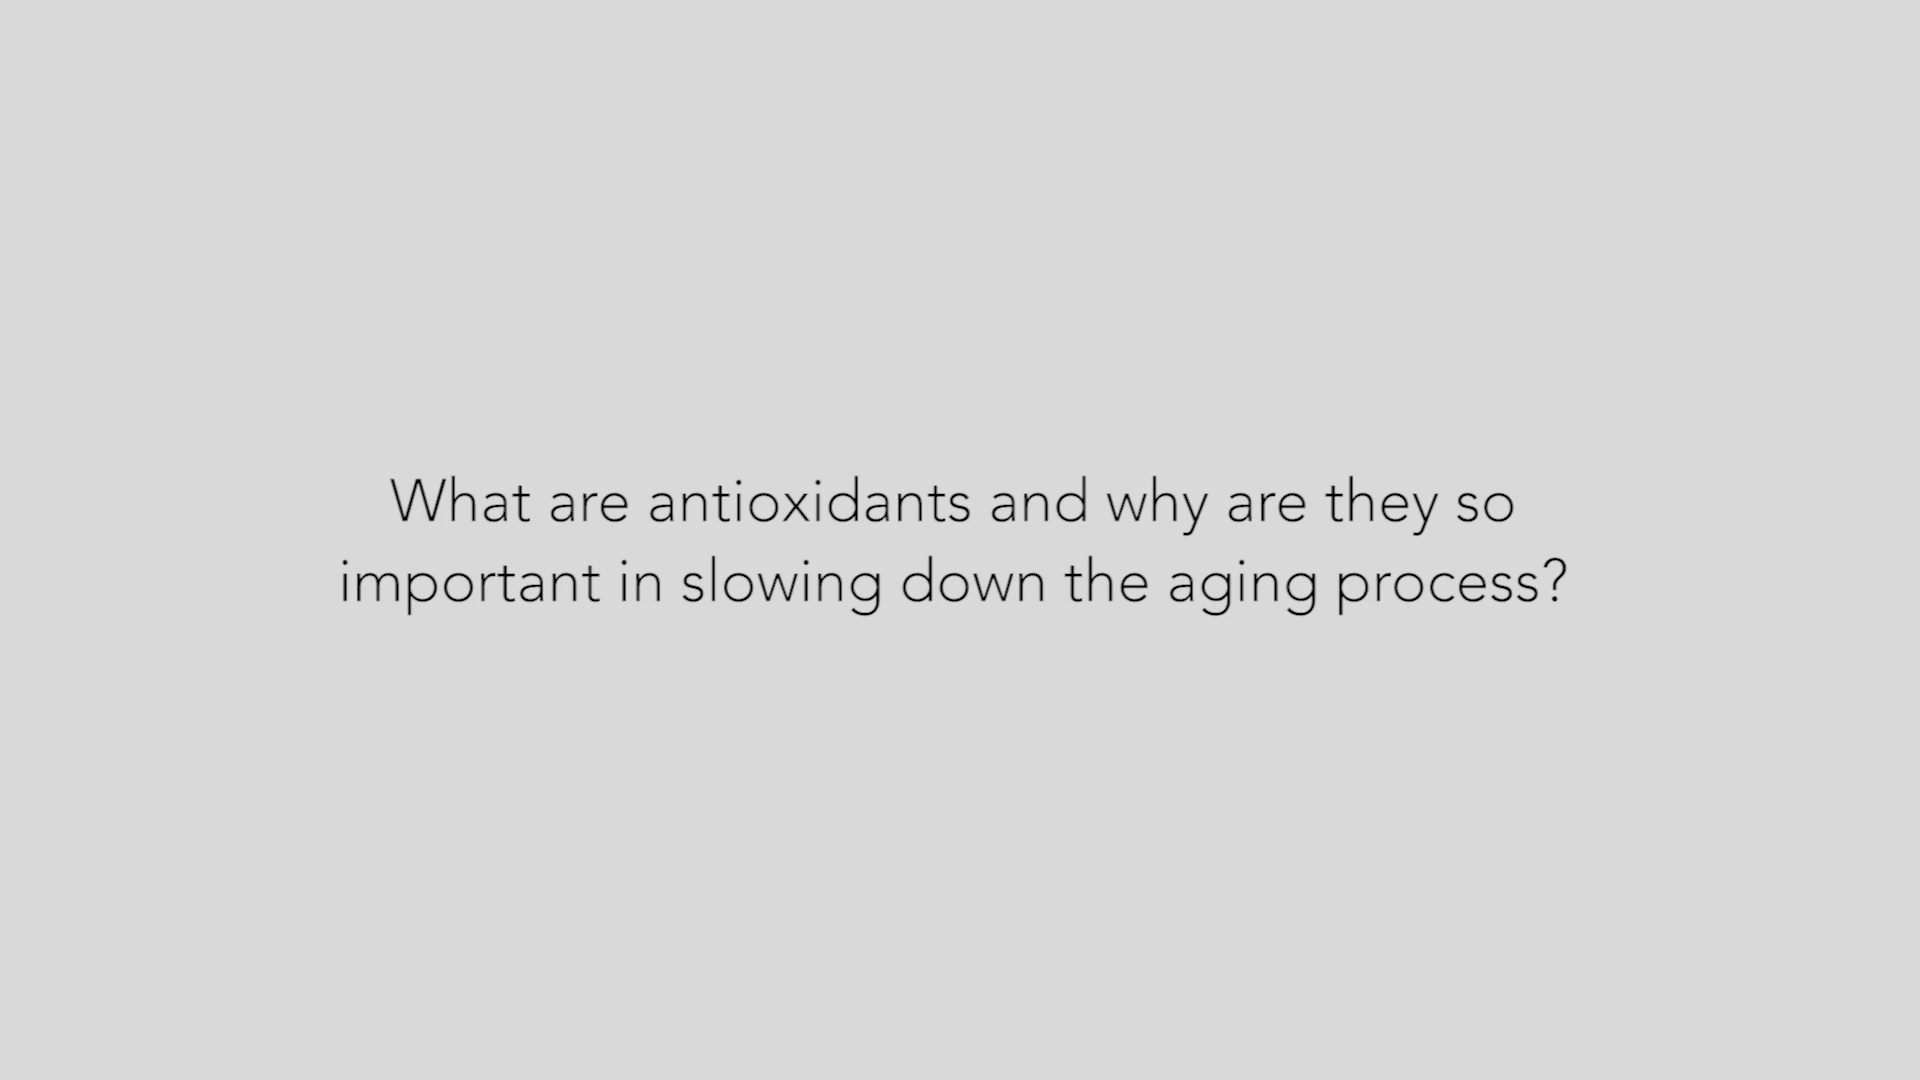 What are antioxidants and why are they so
important in slowing down the aging process?